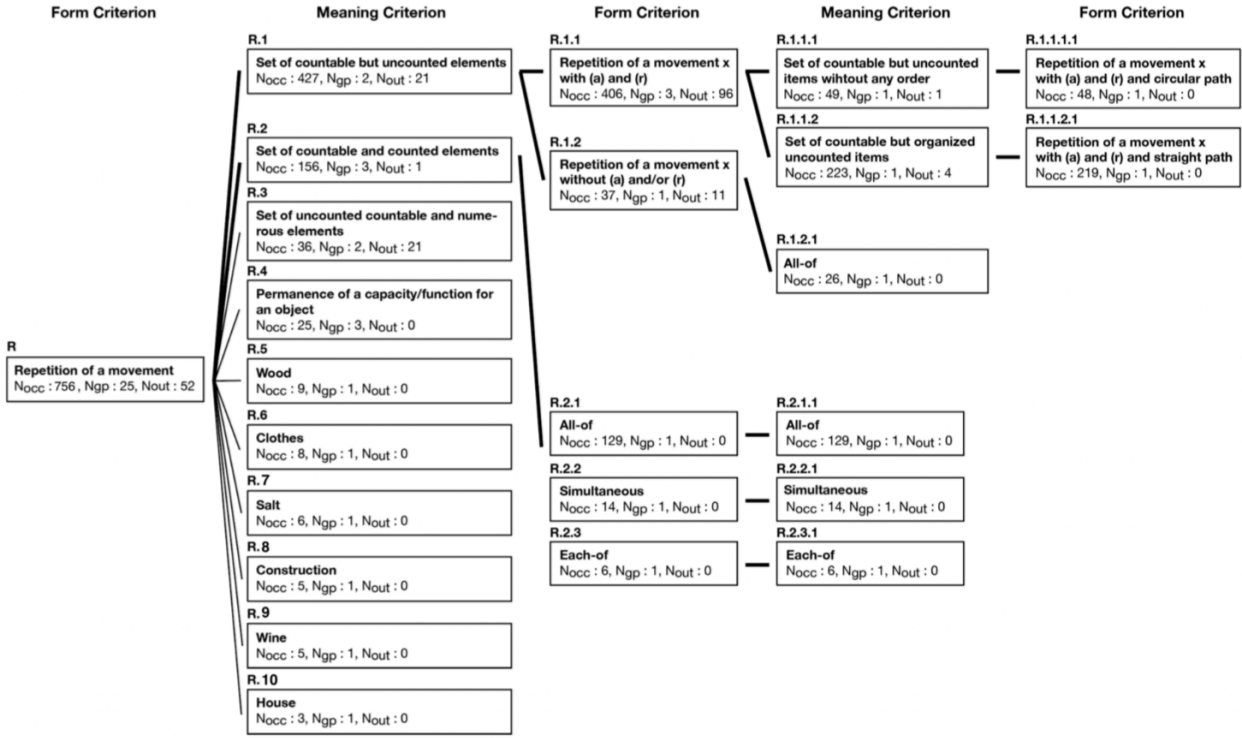 Form Criterion
Meaning Criterion
Form Criterion
Meaning Criterion
Form Criterion
R
Repetition of a movement
Nocc : 756 , Ngp : 25, Nout : 52
R.1
Set of countable but uncounted elements
Nocc : 427, Ngp : 2, Nout : 21
R.2
Set of countable and counted elements
Nocc : 156, Ngp : 3, Nout : 1
R.3
Set of uncounted countable and nume-
rous elements
Nocc : 36, Ngp : 2, Nout : 21
R.4
Permanence of a capacity/function for
an object
Nocc : 25, Ngp : 3, Nout : 0
R.5
Wood
Nocc : 9, Ngp : 1, Nout : 0
R.6
Clothes
Nocc : 8, Ngp : 1, Nout : 0
R.7
Salt
Nocc : 6, Ngp : 1, Nout : 0
R.8
Construction
Nocc : 5, Ngp : 1, Nout : 0
R.9
Wine
Nocc : 5, Ngp : 1, Nout : 0
R.10
House
Nocc : 3, Ngp : 1, Nout : 0
R.1.1
Repetition of a movement x
with (a) and (r)
Nocc : 406, Ngp : 3, Nout : 96
R.1.2
Repetition of a movement x
without (a) and/or (r)
Nocc : 37, Ngp : 1, Nout : 11
R.2.1
All-of
Nocc : 129, Ngp : 1, Nout : 0
R.2.2
Simultaneous
Nocc : 14, Ngp : 1, Nout : 0
R.2.3
Each-of
Nocc : 6, Ngp : 1, Nout : 0
R.1.1.1
Set of countable but uncounted
items wihtout any order
Nocc : 49, Ngp : 1, Nout : 1
R.1.1.2
Set of countable but organized
uncounted items
Nocc : 223, Ngp : 1, Nout : 4
R.1.2.1
All-of
Nocc : 26, Ngp : 1, Nout : 0
R.2.1.1
All-of
Nocc : 129, Ngp : 1, Nout : 0
R.2.2.1
Simultaneous
Nocc : 14, Ngp : 1, Nout : 0
R.2.3.1
Each-of
Nocc : 6, Ngp : 1, Nout : 0
R.1.1.1.1
Repetition of a movement x
with (a) and (r) and circular path
Nocc : 48, Ngp : 1, Nout : 0
R.1.1.2.1
Repetition of a movement x
with (a) and (r) and straight path
Nocc : 219, Ngp : 1, Nout : 0